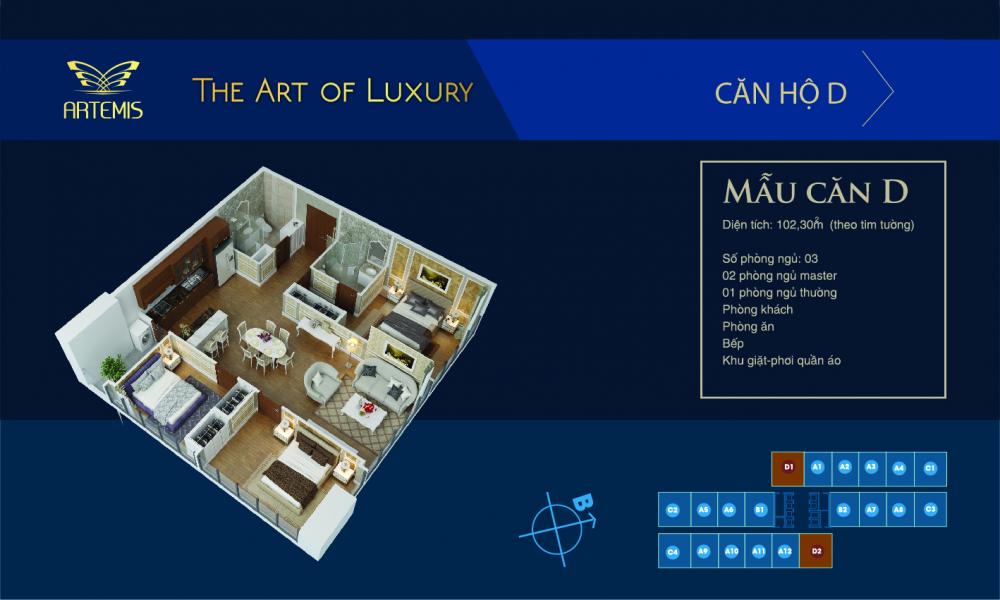 ARTEMIS
THE ART OF LUXURY
CĂN HỘ D
MẪU CĂN D
Diện tích: 102,30m² (theo tim tường)
Số phòng ngủ: 03
02 phòng ngủ master
01 phòng ngủ thường
Phòng khách
Phòng ăn
Bếp
Khu giặt-phơi quần áo
D1 A1 A2 A3 A4 C1
C2 A5 A6 B1 B2 A7 A8 C3
C4 A9 A10 A11 A12 D2
B